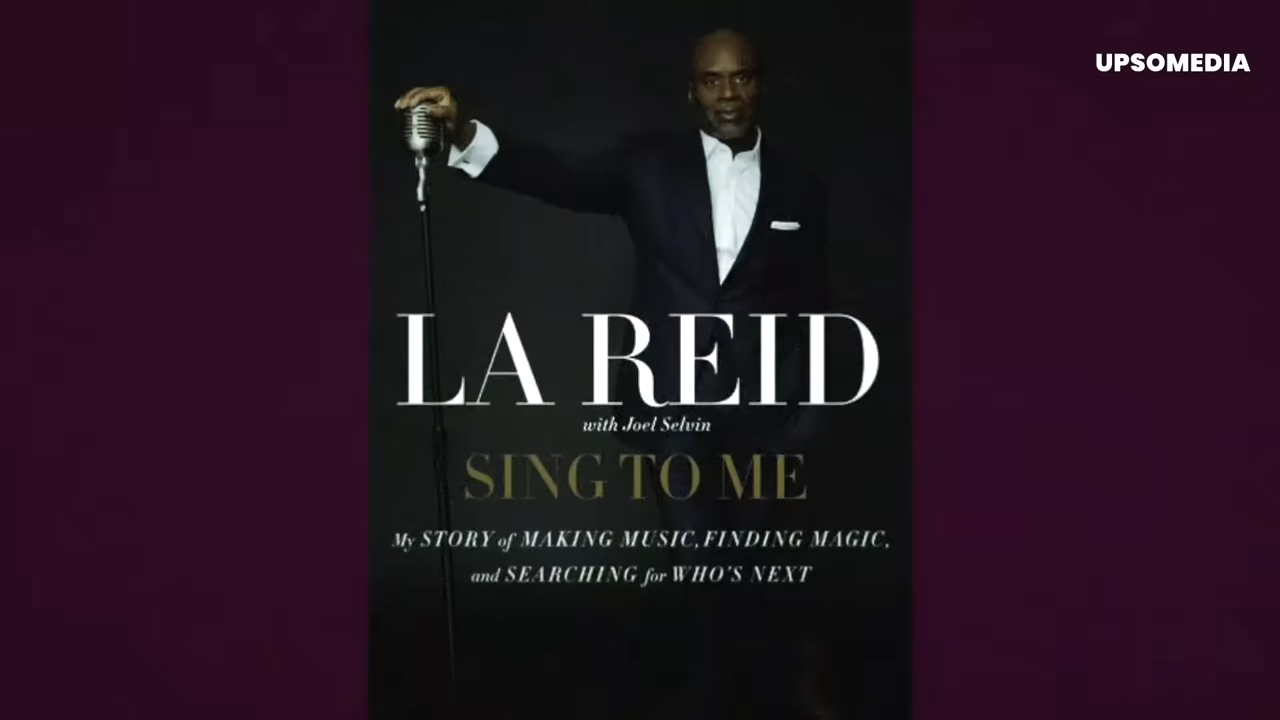 UPSOMEDIA
LA REID
with Joel Selvin
SING TO ME
My STORY of MAKING MUSIC, FINDING MAGIC,
and SEARCHING for WHO'S NEXT